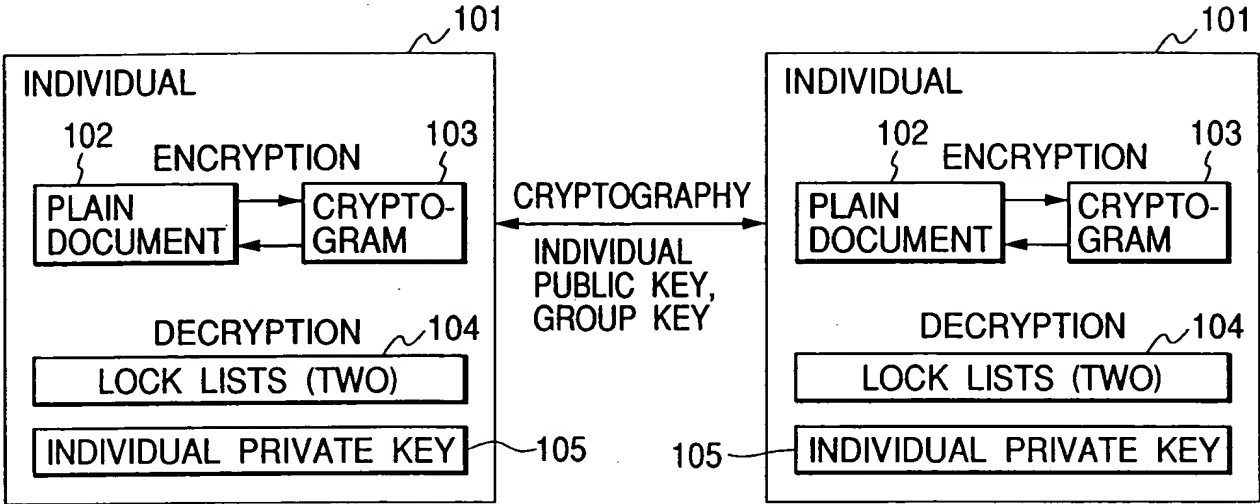 101
INDIVIDUAL
102
ENCRYPTION
103
PLAIN
DOCUMENT
CRYPTO-
GRAM
DECRYPTION
104
LOCK LISTS (TWO)
INDIVIDUAL PRIVATE KEY
105
CRYPTOGRAPHY
INDIVIDUAL
PUBLIC KEY,
GROUP KEY
101
INDIVIDUAL
102
ENCRYPTION
103
PLAIN
DOCUMENT
CRYPTO-
GRAM
DECRYPTION
104
LOCK LISTS (TWO)
105
INDIVIDUAL PRIVATE KEY